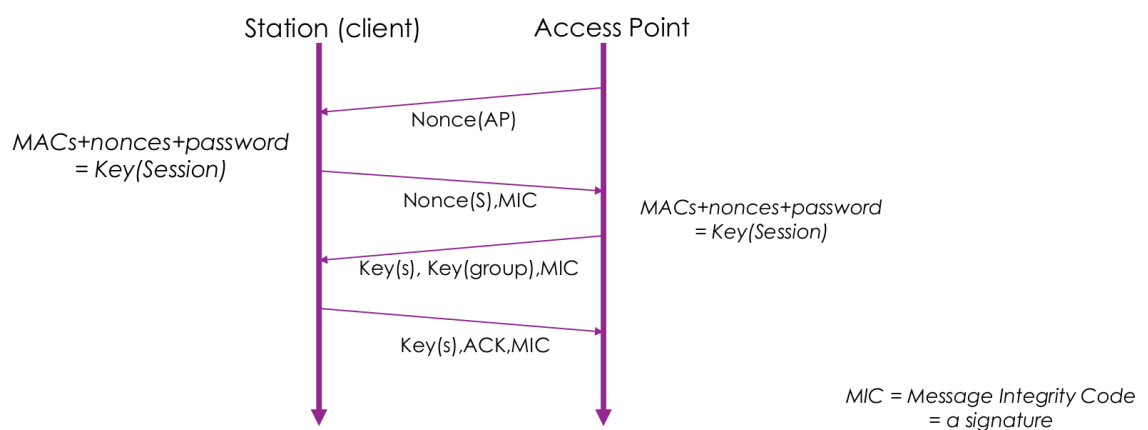 Station (client)
Access Point
Nonce(AP)
MACs+nonces+password
= Key(Session)
Nonce(S),MIC
MACs+nonces+password
= Key(Session)
Key(s), Key(group),MIC
Key(s),ACK,MIC
MIC = Message Integrity Code
= a signature